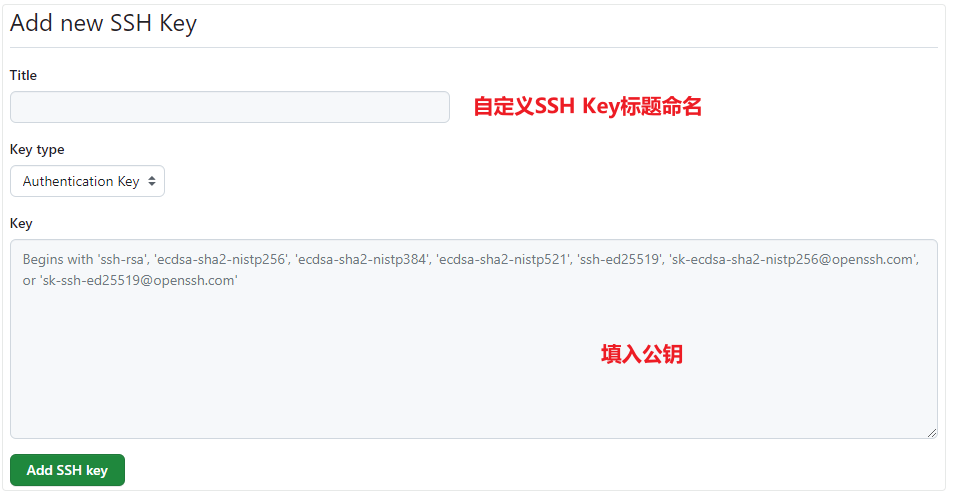 Add new SSH Key
Title
自定义SSH Key标题命名
Key type
Authentication Key
Key
Begins with 'ssh-rsa', 'ecdsa-sha2-nistp256', 'ecdsa-sha2-nistp384', 'ecdsa-sha2-nistp521', 'ssh-ed25519', 'sk-ecdsa-sha2-nistp256@openssh.com',
or 'sk-ssh-ed25519@openssh.com'
填入公钥
Add SSH key